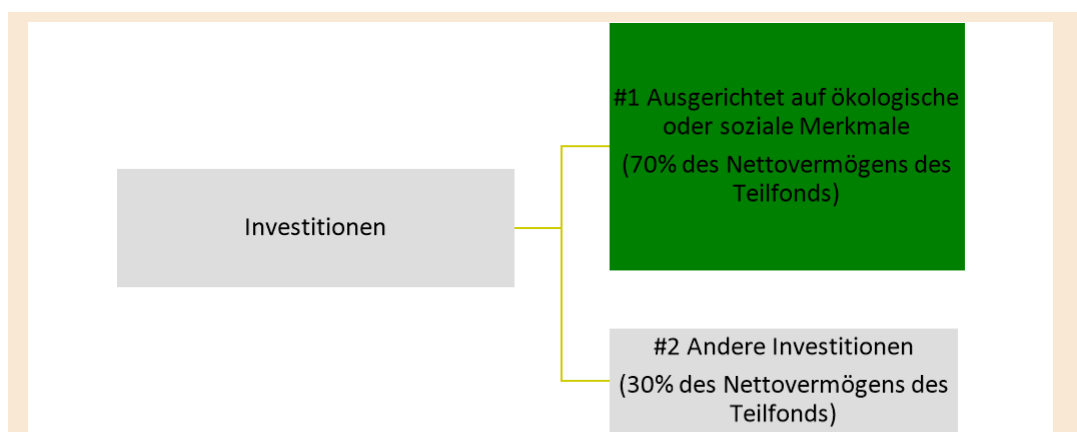 #1 Ausgerichtet auf ökologische
oder soziale Merkmale
(70% des Nettovermögens des
Teilfonds)
Investitionen
#2 Andere Investitionen
(30% des Nettovermögens des
Teilfonds)